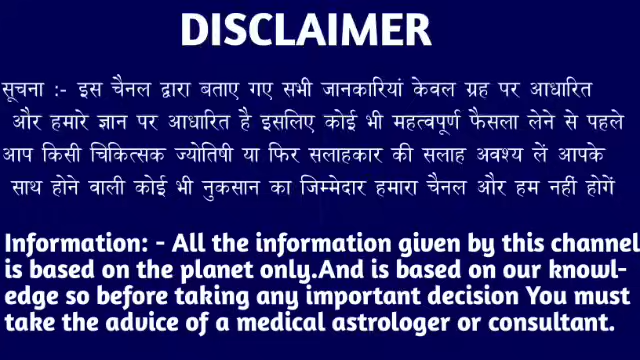 DISCLAIMER
सूचना :- इस चैनल द्वारा बताए गए सभी जानकारियां केवल ग्रह पर आधारित
और हमारे ज्ञान पर आधारित है इसलिए कोई भी महत्वपूर्ण फैसला लेने से पहले
आप किसी चिकित्सक ज्योतिषी या फिर सलाहकार की सलाह अवश्य लें आपके
साथ होने वाली कोई भी नुकसान का जिम्मेदार हमारा चैनल और हम नहीं होगें
Information: - All the information given by this channel
is based on the planet only.And is based on our knowl-
edge so before taking any important decision You must
take the advice of a medical astrologer or consultant.